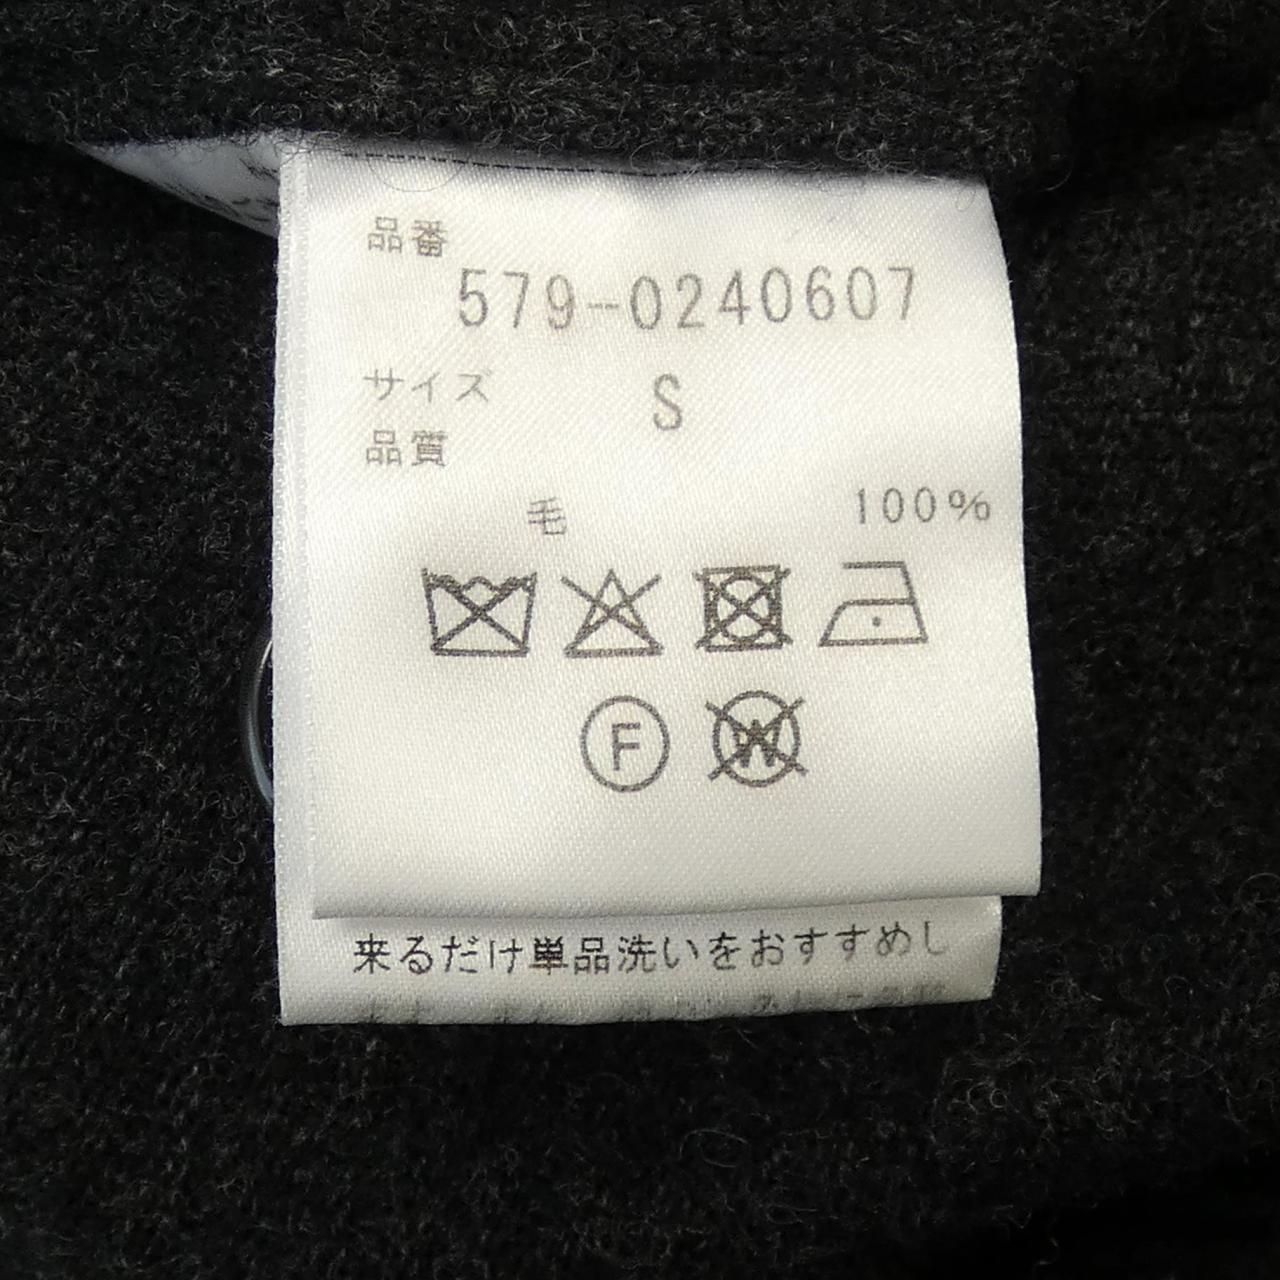 品番
579-0240607
サイズ S
品質
毛 100%
F W
来るだけ単品洗いをおすすめし